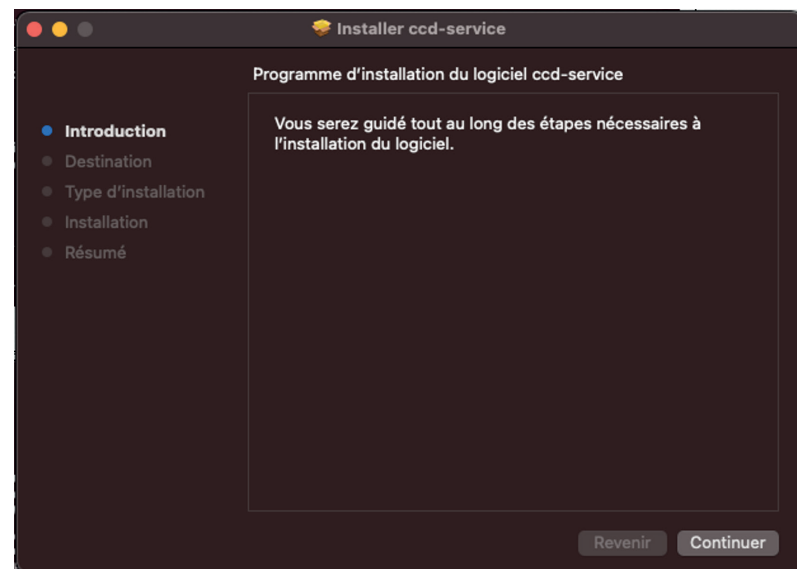 Installer ccd-service
Programme d'installation du logiciel ccd-service
Introduction
Destination
Type d'installation
Installation
Résumé
Vous serez guidé tout au long des étapes nécessaires à
l'installation du logiciel.
Revenir
Continuer